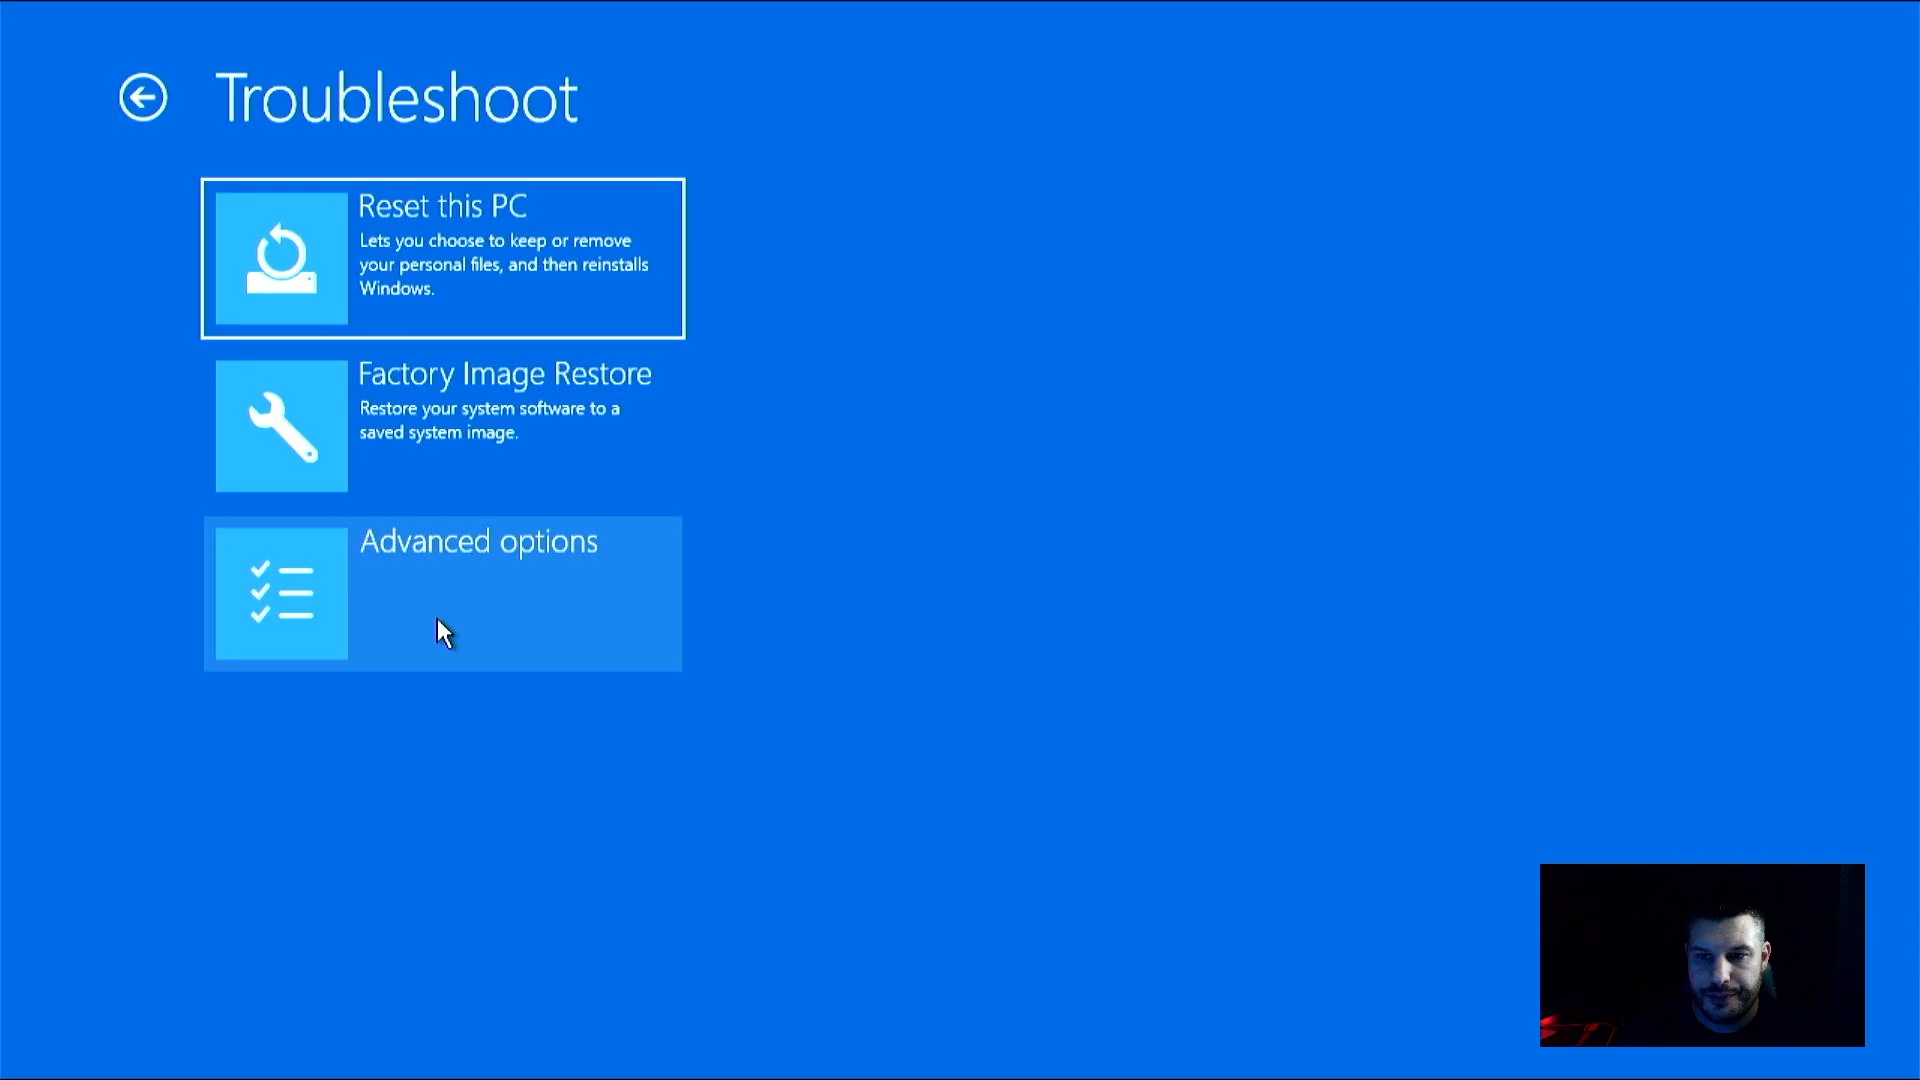 Troubleshoot
Reset this PC
Lets you choose to keep or remove
your personal files, and then reinstalls
Windows.
Factory Image Restore
Restore your system software to a
saved system image.
Advanced options